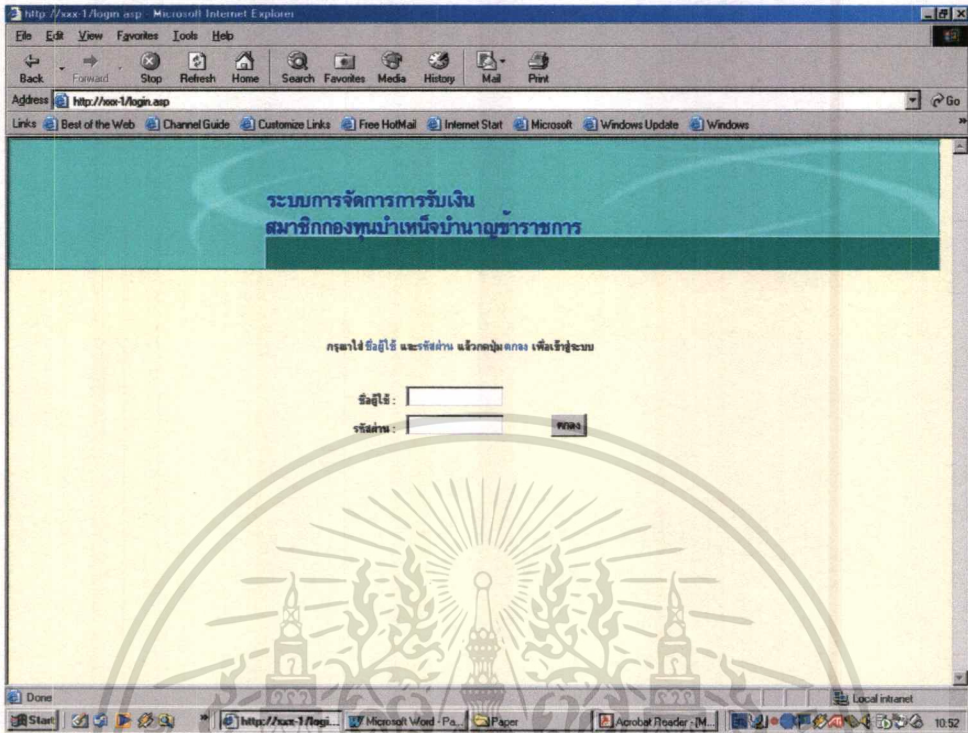 http://xxx-1/login.asp - Microsoft Internet Explorer
File Edit View Favorites Tools Help
Back Forward Stop Refresh Home Search Favorites Media History Mail Print
Address http://xxx-1/login.asp Go
Links Best of the Web Channel Guide Customize Links Free HotMail Internet Start Microsoft Windows Update Windows
ระบบการจัดการการรับเงิน
สมาชิกกองทุนบำเหน็จบำนาญข้าราชการ
กรุณาใส่ ชื่อผู้ใช้ และรหัสผ่าน แล้วกดปุ่ม ตกลง เพื่อเข้าสู่ระบบ
ชื่อผู้ใช้ :
รหัสผ่าน : ตกลง
Done Local intranet
Start http://xxx-1/logi... Microsoft Word - Pa... Paper Acrobat Reader - [M... 10:52